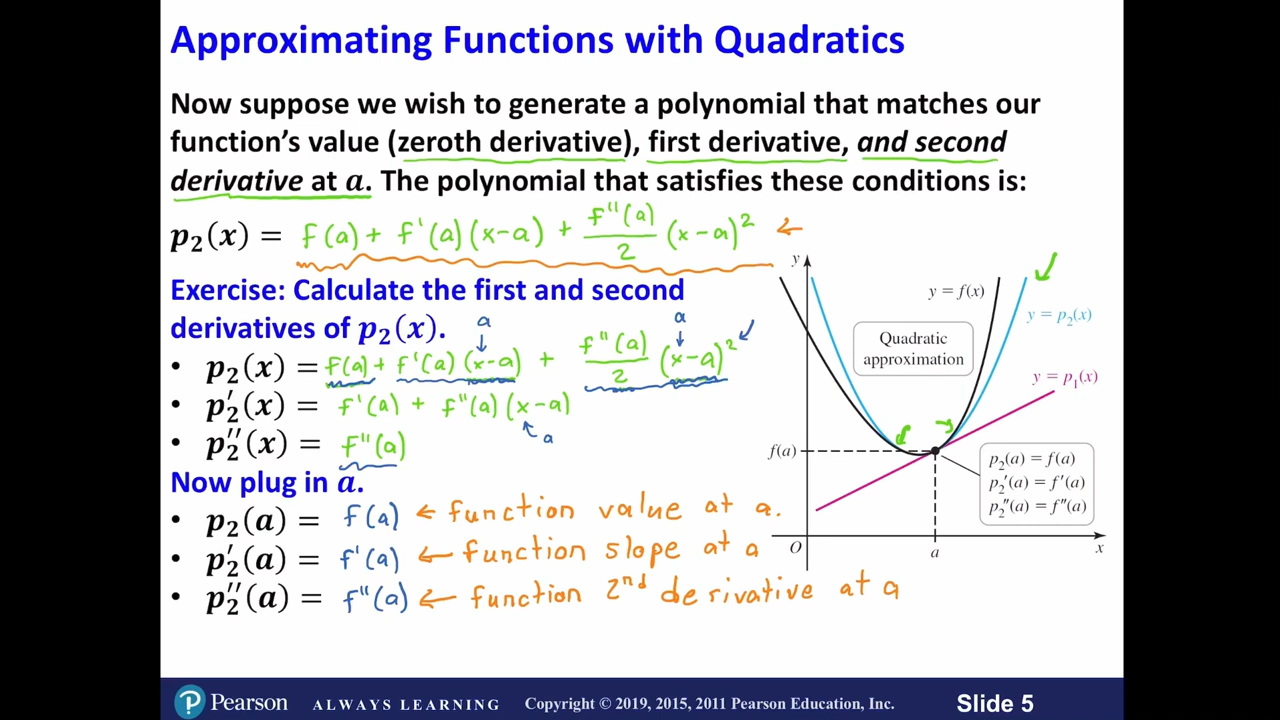 Approximating Functions with Quadratics
Now suppose we wish to generate a polynomial that matches our
function's value (zeroth derivative), first derivative, and second
derivative at a. The polynomial that satisfies these conditions is:
p₂(x) = f(a) + f'(a)(x-a) + f''(a)/2 (x-a)² ←
Exercise: Calculate the first and second
derivatives of p₂(x).
a
a
• p₂(x) = f(a) + f'(a)(x-a) + f''(a)/2 (x-a)²
• p₂'(x) = f'(a) + f''(a)(x-a)
a
• p₂''(x) = f''(a)
Now plug in a.
• p₂(a) = f(a) ← function value at a.
• p₂'(a) = f'(a) ← function slope at a
• p₂''(a) = f''(a) ← function 2nd derivative at a
y
y = f(x)
y = p₂(x)
Quadratic
approximation
y = p₁(x)
f(a)
p₂(a) = f(a)
p₂'(a) = f'(a)
p₂''(a) = f''(a)
O
a
x
Pearson
ALWAYS LEARNING
Copyright © 2019, 2015, 2011 Pearson Education, Inc.
Slide 5